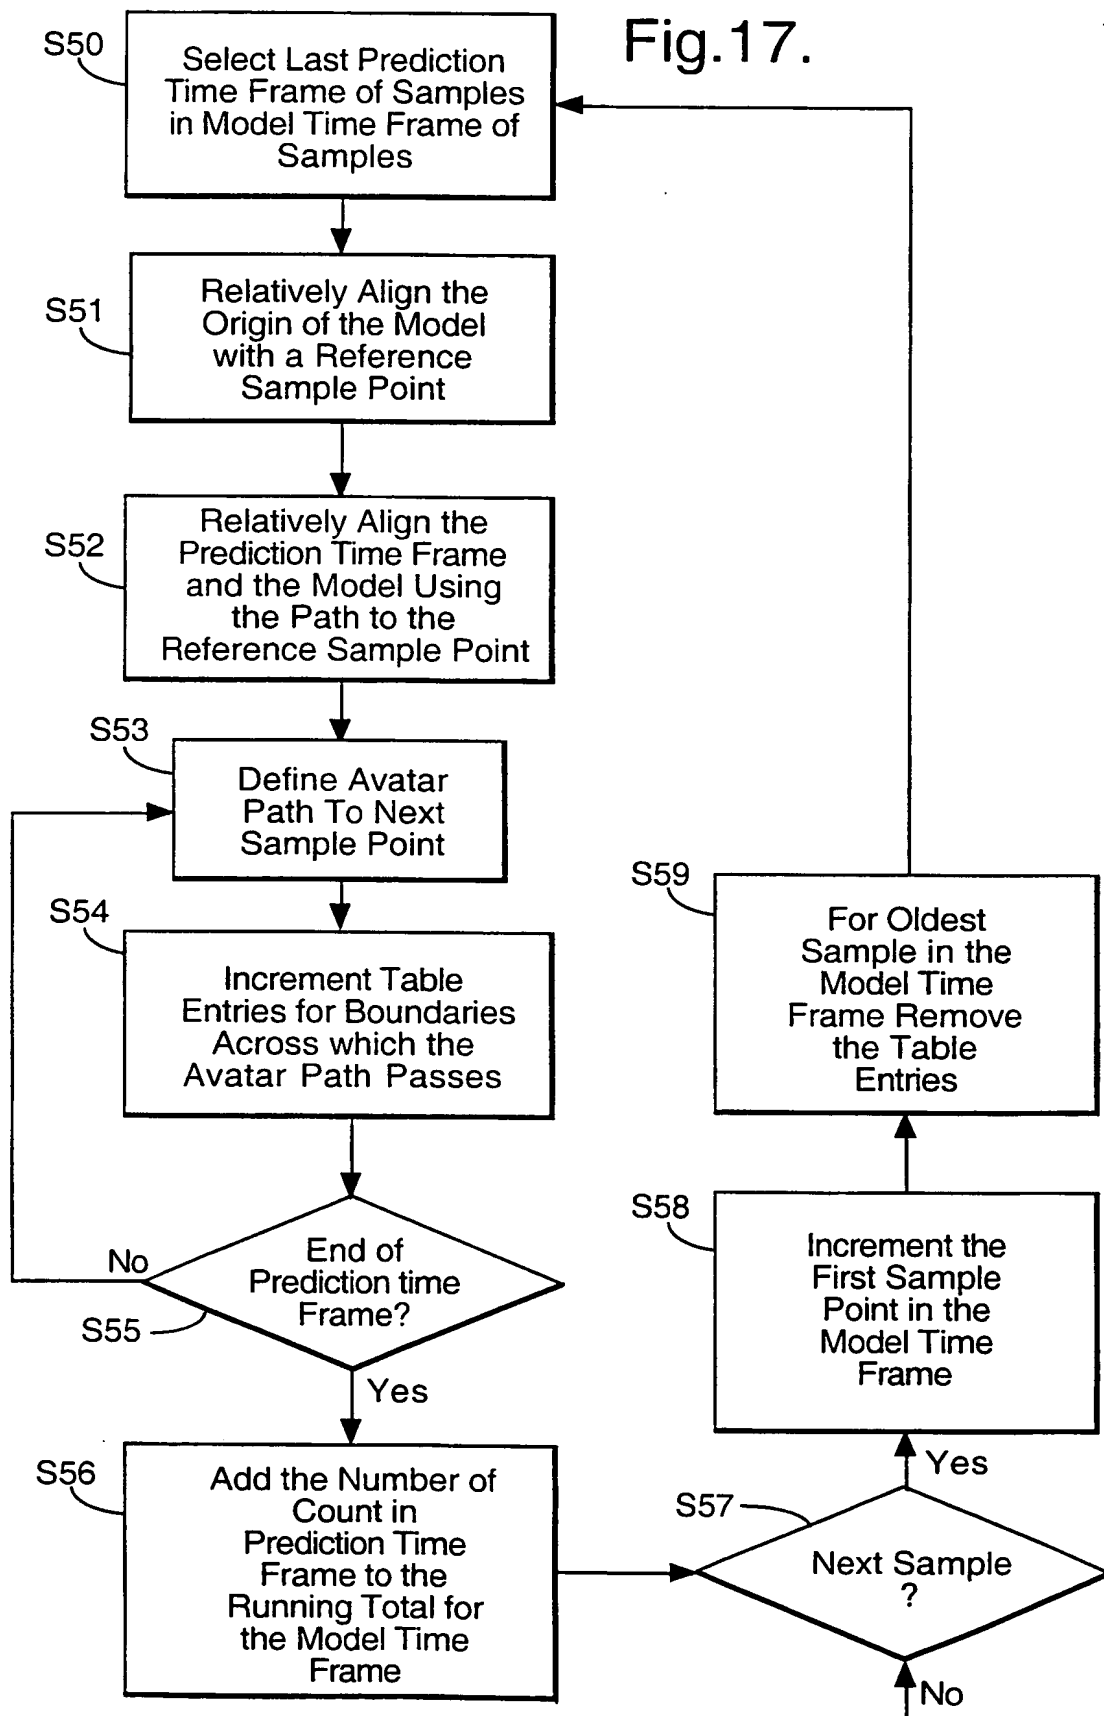 Fig.17.
S50
Select Last Prediction
Time Frame of Samples
in Model Time Frame of
Samples
S51
Relatively Align the
Origin of the Model
with a Reference
Sample Point
S52
Relatively Align the
Prediction Time Frame
and the Model Using
the Path to the
Reference Sample Point
S53
Define Avatar
Path To Next
Sample Point
S54
Increment Table
Entries for Boundaries
Across which the
Avatar Path Passes
No
End of
Prediction time
Frame?
S55
Yes
S56
Add the Number of
Count in
Prediction Time
Frame to the
Running Total for
the Model Time
Frame
S57
Next Sample
?
No
Yes
S58
Increment the
First Sample
Point in the
Model Time
Frame
S59
For Oldest
Sample in the
Model Time
Frame Remove
the Table
Entries